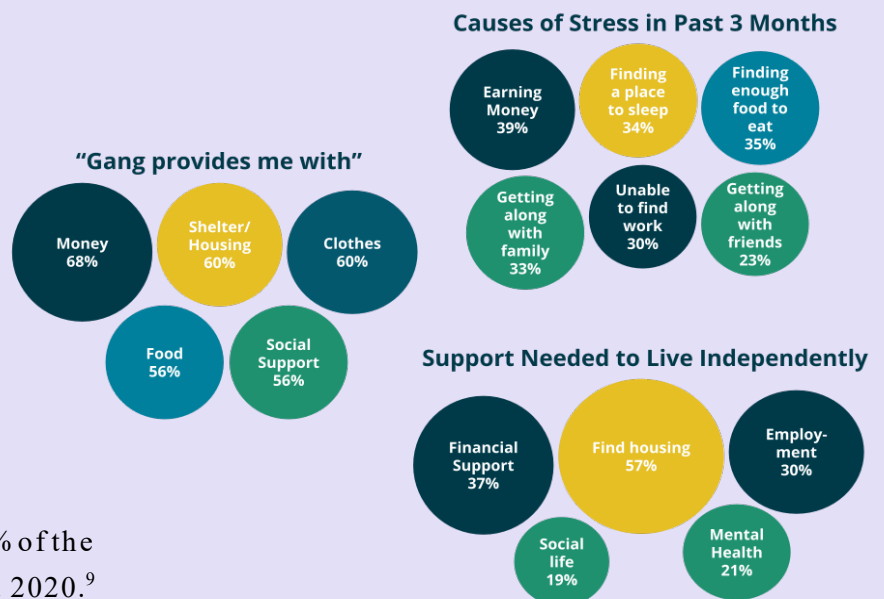 Causes of Stress in Past 3 Months
Earning
Money
39%
Finding
a place
to sleep
34%
Finding
enough
food to
eat
35%
Getting
along
with
family
33%
Unable
to find
work
30%
Getting
along
with
friends
23%
“Gang provides me with”
Money
68%
Shelter/
Housing
60%
Clothes
60%
Food
56%
Social
Support
56%
Support Needed to Live Independently
Financial
Support
37%
Find housing
57%
Employ-
ment
30%
Social
life
19%
Mental
Health
21%
% of the
2020.⁹